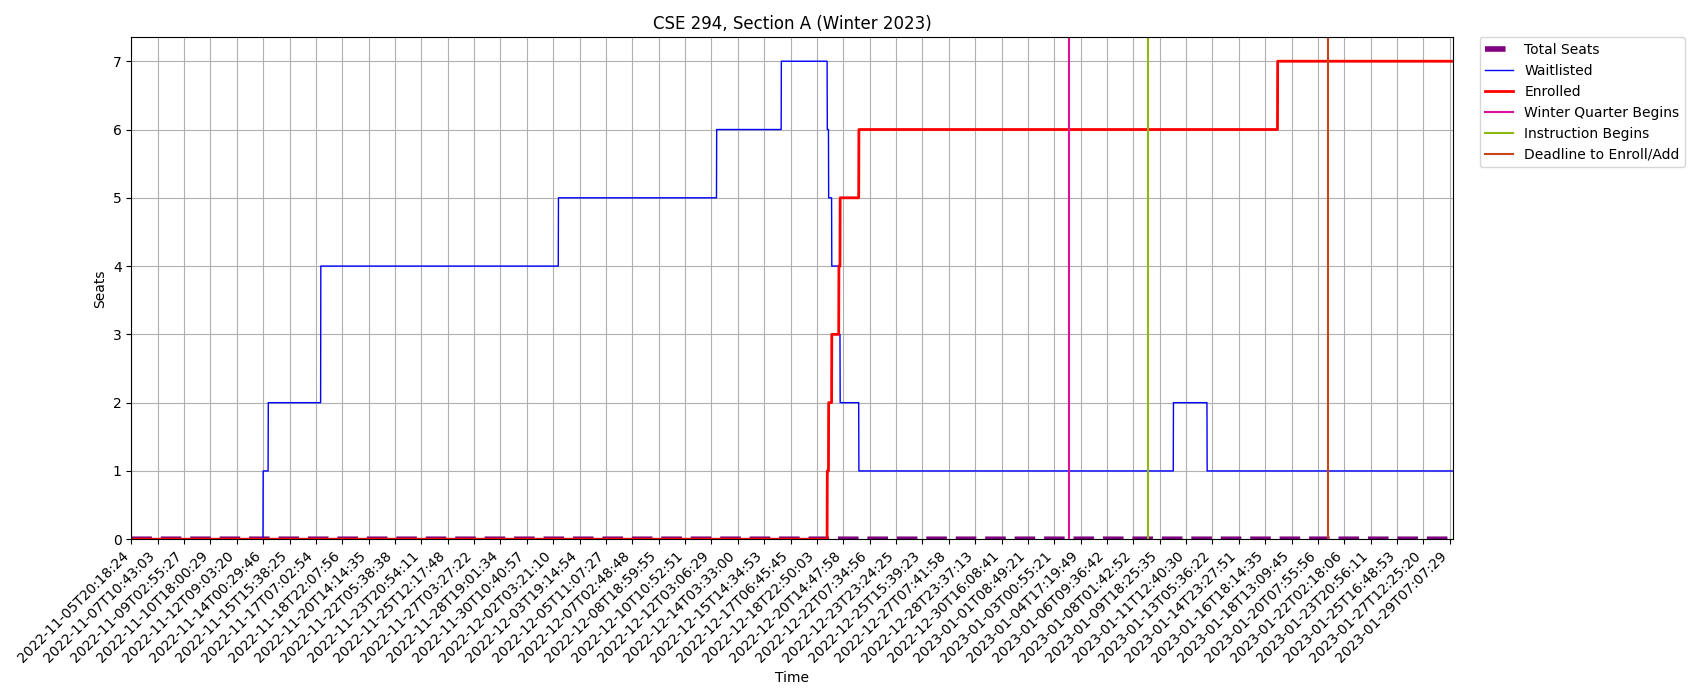 CSE 294, Section A (Winter 2023)
Total Seats
Waitlisted
Enrolled
Winter Quarter Begins
Instruction Begins
Deadline to Enroll/Add
Seats
7
6
5
4
3
2
1
0
2022-11-05T20:18:24
2022-11-07T10:43:03
2022-11-09T02:55:27
2022-11-10T18:00:29
2022-11-12T09:03:20
2022-11-14T00:29:46
2022-11-15T15:38:25
2022-11-17T07:02:54
2022-11-18T22:07:56
2022-11-20T14:14:35
2022-11-22T05:38:38
2022-11-23T20:54:11
2022-11-25T12:17:48
2022-11-27T03:27:22
2022-11-28T19:01:34
2022-11-30T10:40:57
2022-12-02T03:21:10
2022-12-03T19:14:54
2022-12-05T11:07:27
2022-12-07T02:48:48
2022-12-08T18:59:55
2022-12-10T10:52:51
2022-12-12T03:06:29
2022-12-14T03:33:00
2022-12-15T14:34:53
2022-12-17T06:45:45
2022-12-18T22:50:03
2022-12-20T14:47:58
2022-12-22T07:34:56
2022-12-23T23:24:25
2022-12-25T15:39:23
2022-12-27T07:41:58
2022-12-28T23:37:13
2022-12-30T16:08:41
2023-01-01T08:49:21
2023-01-03T00:55:21
2023-01-04T17:19:49
2023-01-06T09:36:42
2023-01-08T01:42:52
2023-01-09T18:25:35
2023-01-11T12:40:30
2023-01-13T05:36:22
2023-01-14T23:27:51
2023-01-16T18:14:35
2023-01-18T13:09:45
2023-01-20T07:55:56
2023-01-22T02:18:06
2023-01-23T20:56:11
2023-01-25T16:48:53
2023-01-27T12:25:20
2023-01-29T07:07:29
Time